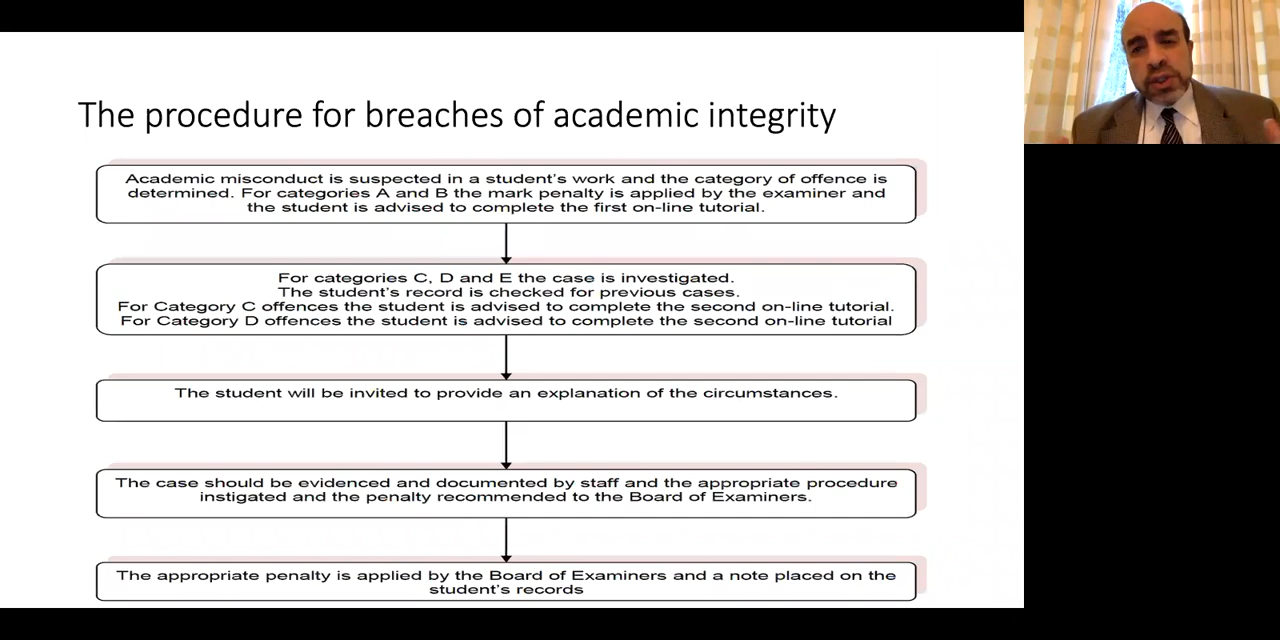 The procedure for breaches of academic integrity
Academic misconduct is suspected in a student's work and the category of offence is
determined. For categories A and B the mark penalty is applied by the examiner and
the student is advised to complete the first on-line tutorial.
For categories C, D and E the case is investigated.
The student's record is checked for previous cases.
For Category C offences the student is advised to complete the second on-line tutorial.
For Category D offences the student is advised to complete the second on-line tutorial
The student will be invited to provide an explanation of the circumstances.
The case should be evidenced and documented by staff and the appropriate procedure
instigated and the penalty recommended to the Board of Examiners.
The appropriate penalty is applied by the Board of Examiners and a note placed on the
student's records